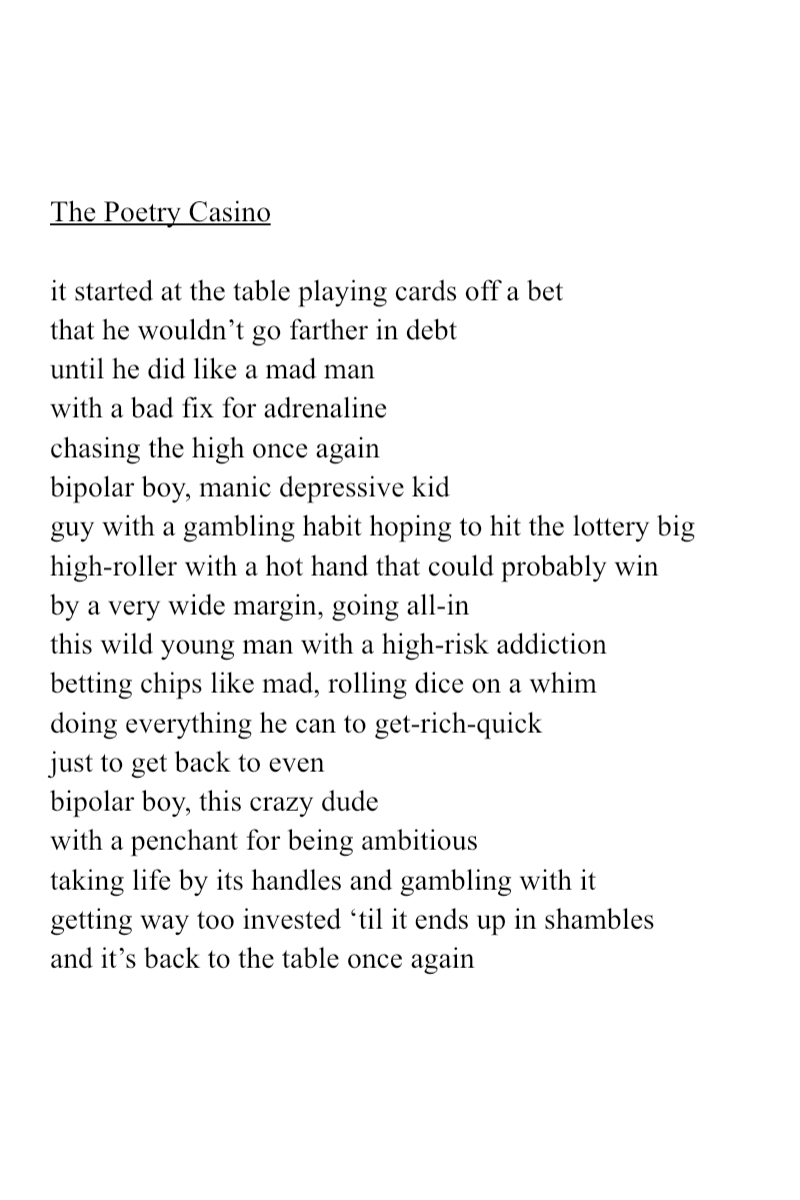 The Poetry Casino
it started at the table playing cards off a bet
that he wouldn’t go farther in debt
until he did like a mad man
with a bad fix for adrenaline
chasing the high once again
bipolar boy, manic depressive kid
guy with a gambling habit hoping to hit the lottery big
high-roller with a hot hand that could probably win
by a very wide margin, going all-in
this wild young man with a high-risk addiction
betting chips like mad, rolling dice on a whim
doing everything he can to get-rich-quick
just to get back to even
bipolar boy, this crazy dude
with a penchant for being ambitious
taking life by its handles and gambling with it
getting way too invested ‘til it ends up in shambles
and it’s back to the table once again